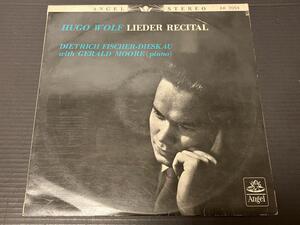 ANGEL STEREO
HUGO WOLF LIEDER RECITAL
DIETRICH FISCHER-DIESKAU
with GERALD MOORE (piano)
Angel